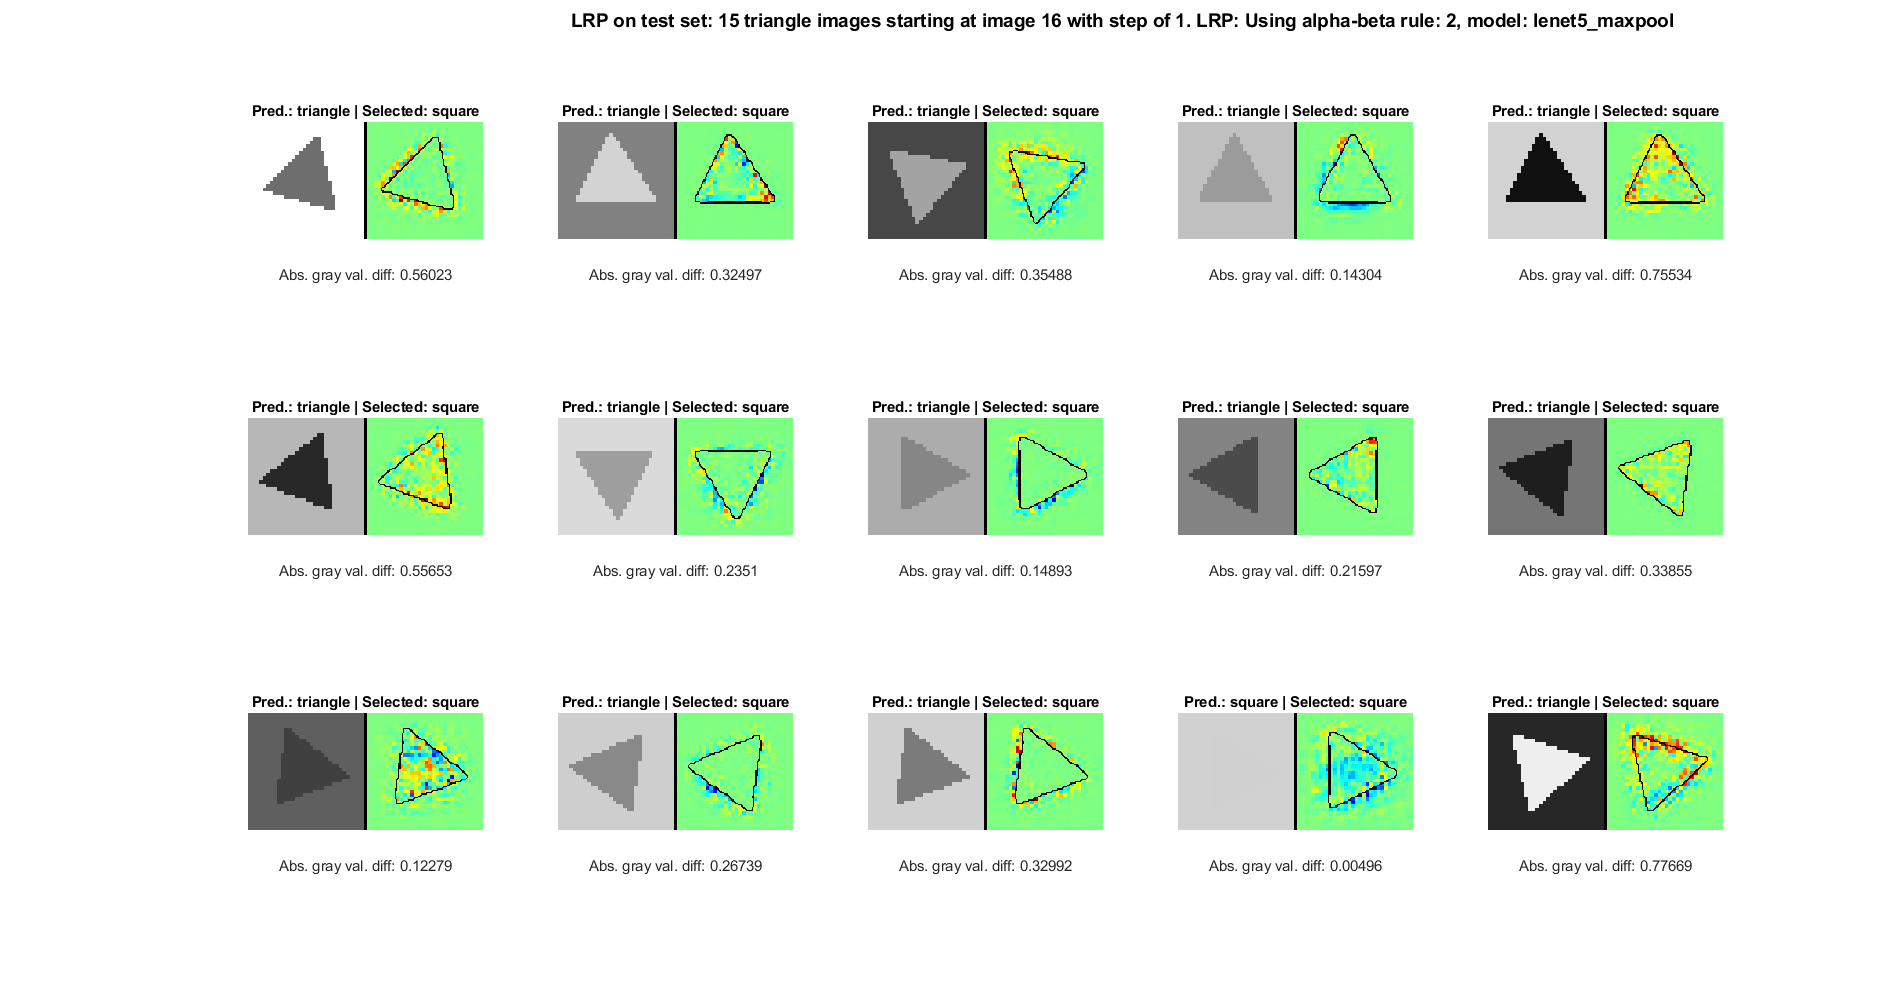 LRP on test set: 15 triangle images starting at image 16 with step of 1. LRP: Using alpha-beta rule: 2, model: lenet5_maxpool
Pred.: triangle | Selected: square
Pred.: triangle | Selected: square
Pred.: triangle | Selected: square
Pred.: triangle | Selected: square
Pred.: triangle | Selected: square
Abs. gray val. diff: 0.56023
Abs. gray val. diff: 0.32497
Abs. gray val. diff: 0.35488
Abs. gray val. diff: 0.14304
Abs. gray val. diff: 0.75534
Pred.: triangle | Selected: square
Pred.: triangle | Selected: square
Pred.: triangle | Selected: square
Pred.: triangle | Selected: square
Pred.: triangle | Selected: square
Abs. gray val. diff: 0.55653
Abs. gray val. diff: 0.2351
Abs. gray val. diff: 0.14893
Abs. gray val. diff: 0.21597
Abs. gray val. diff: 0.33855
Pred.: triangle | Selected: square
Pred.: triangle | Selected: square
Pred.: triangle | Selected: square
Pred.: square | Selected: square
Pred.: triangle | Selected: square
Abs. gray val. diff: 0.12279
Abs. gray val. diff: 0.26739
Abs. gray val. diff: 0.32992
Abs. gray val. diff: 0.00496
Abs. gray val. diff: 0.77669